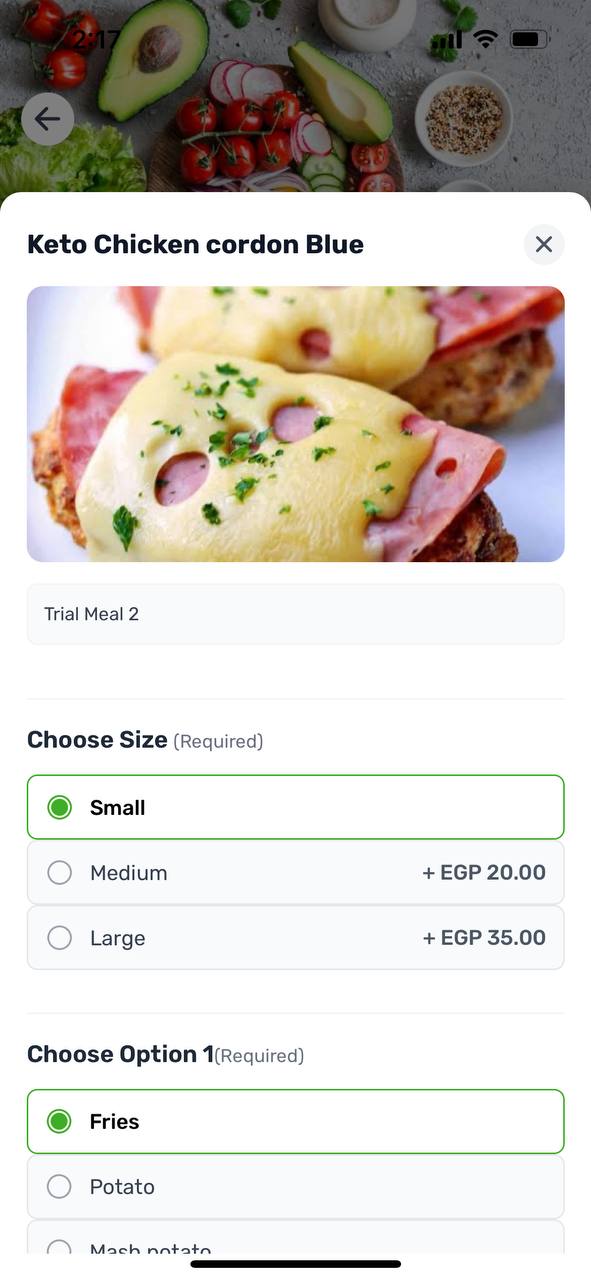 2:17
Keto Chicken cordon Blue
Trial Meal 2
Choose Size (Required)
Small
Medium + EGP 20.00
Large + EGP 35.00
Choose Option 1(Required)
Fries
Potato
Mash potato